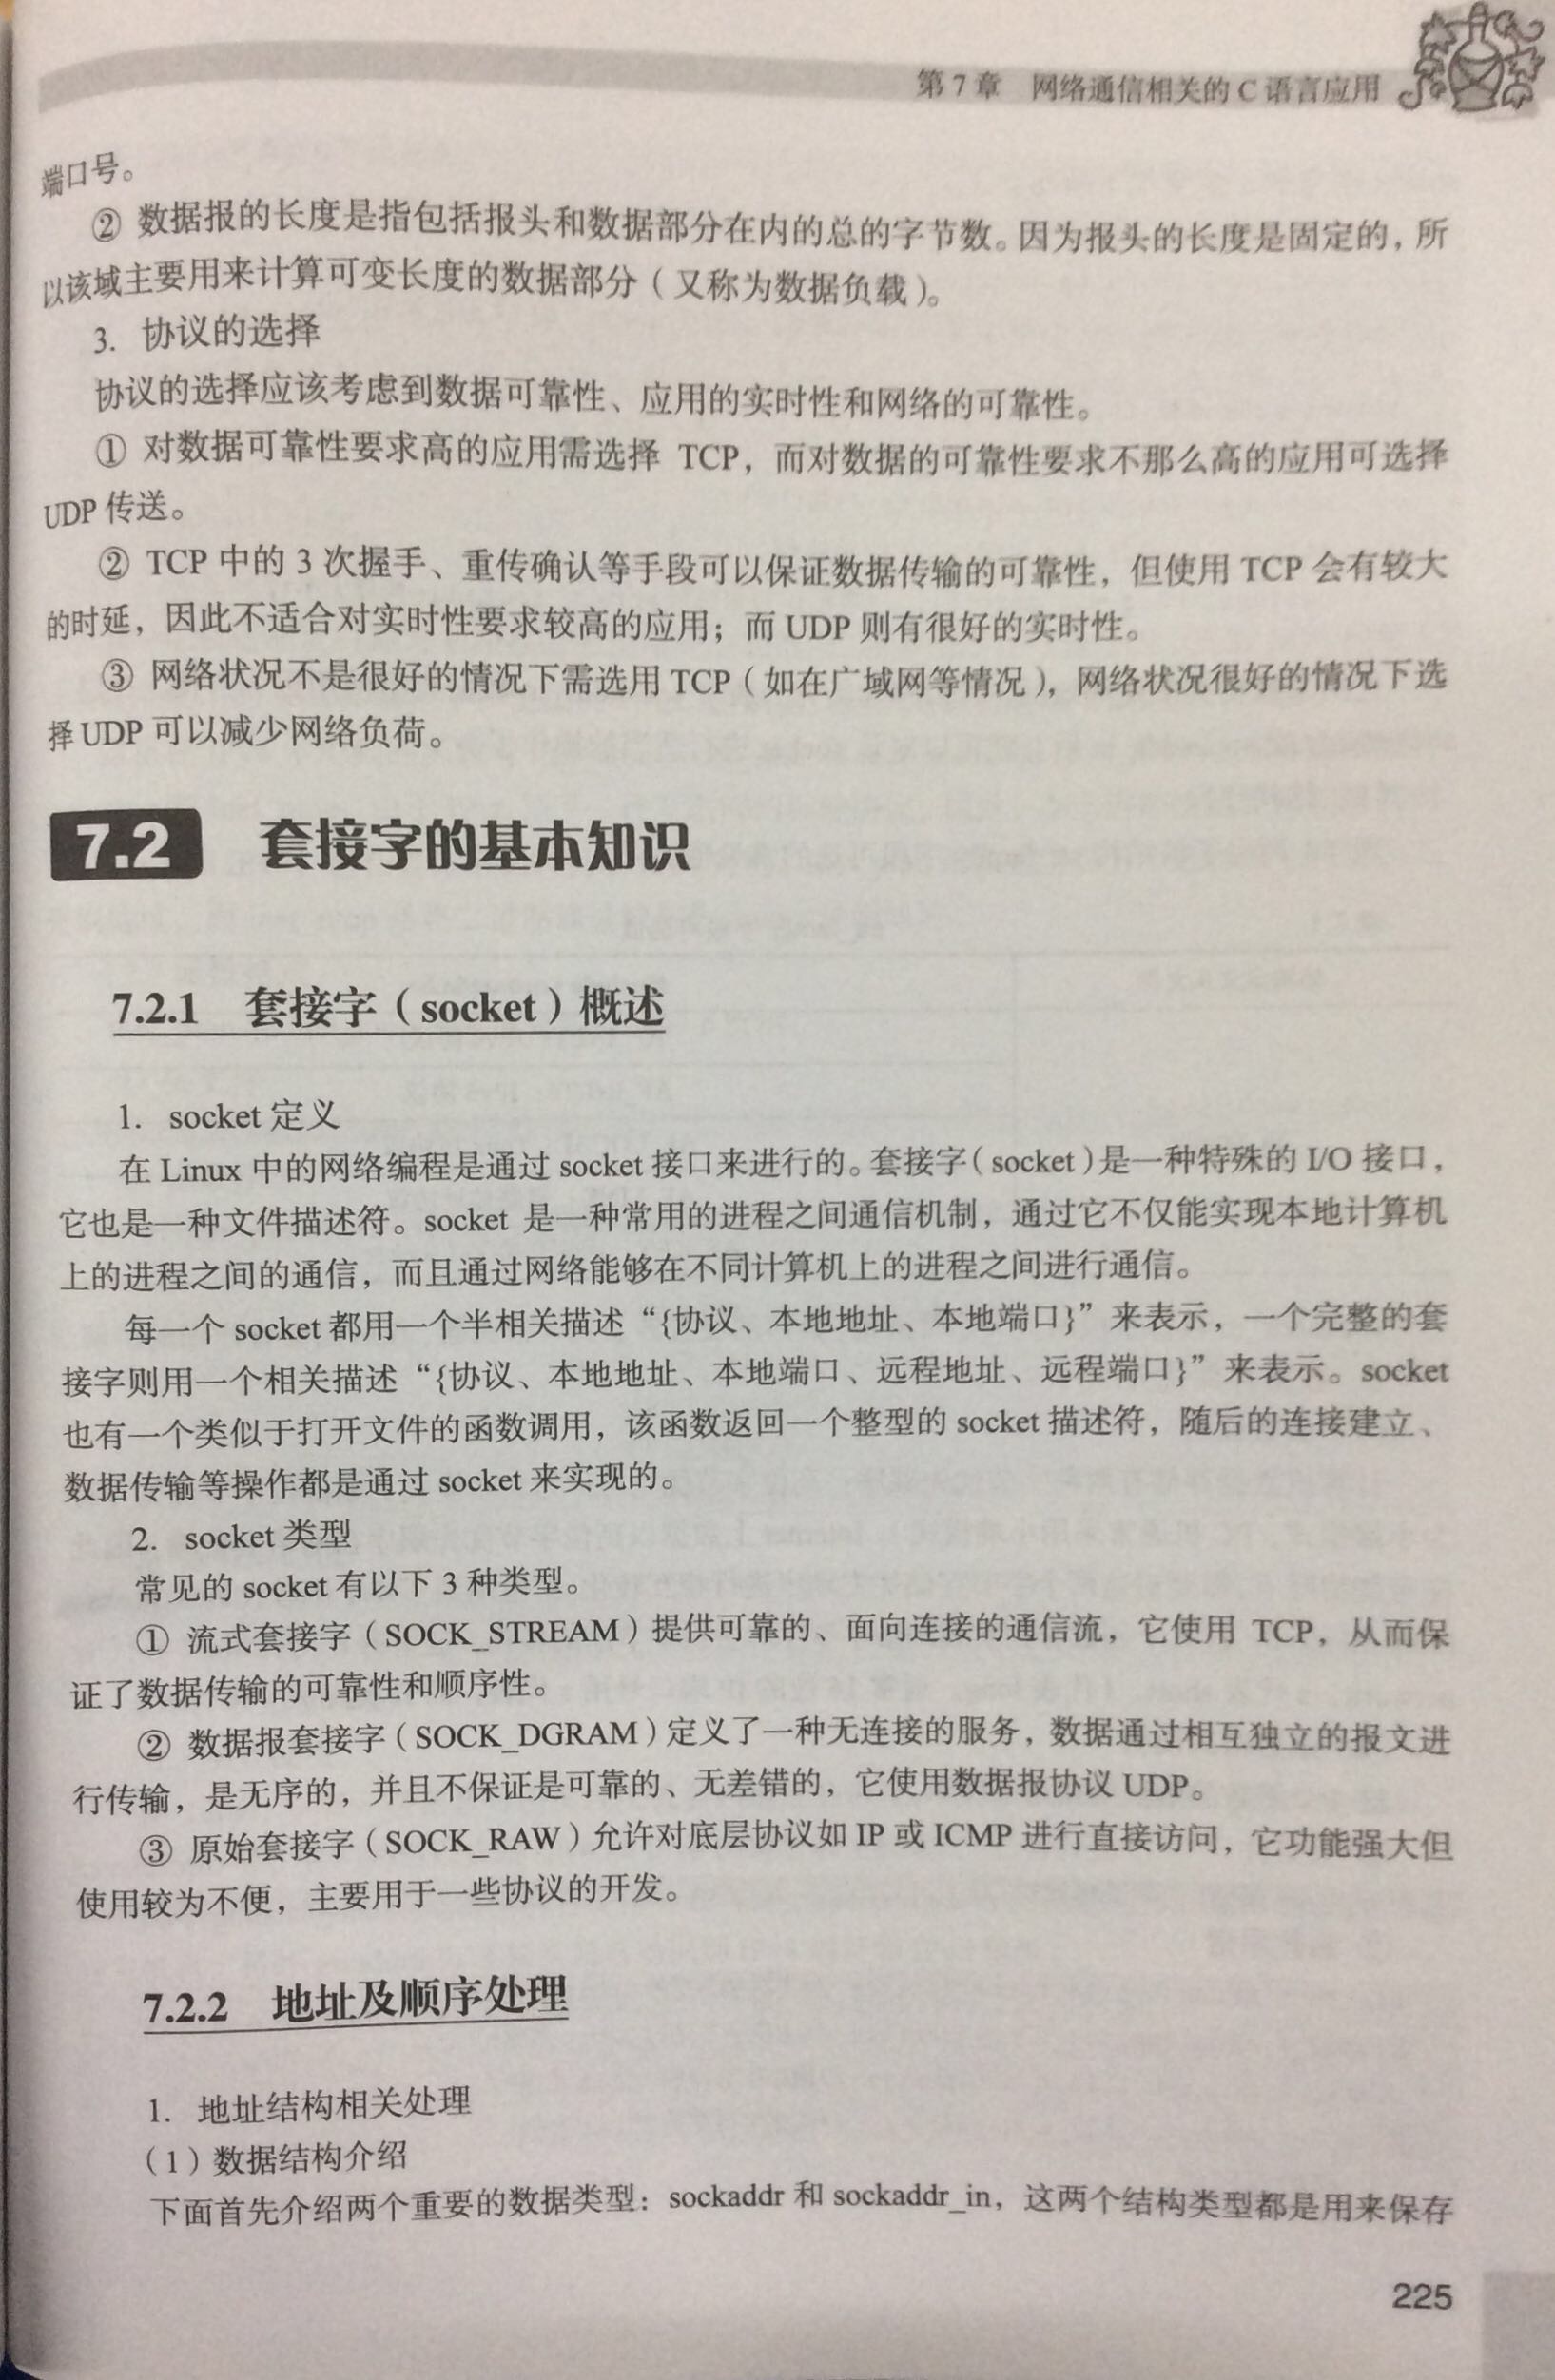 第7章 网络通信相关的C语言应用
端口号。
② 数据报的长度是指包括报头和数据部分在内的总的字节数。因为报头的长度是固定的，所
以该域主要用来计算可变长度的数据部分（又称为数据负载）。
3. 协议的选择
协议的选择应该考虑到数据可靠性、应用的实时性和网络的可靠性。
① 对数据可靠性要求高的应用需选择 TCP，而对数据的可靠性要求不那么高的应用可选择
UDP 传送。
② TCP 中的 3 次握手、重传确认等手段可以保证数据传输的可靠性，但使用 TCP 会有较大
的时延，因此不适合对实时性要求较高的应用；而 UDP 则有很好的实时性。
③ 网络状况不是很好的情况下需选用 TCP（如在广域网等情况），网络状况很好的情况下选
择 UDP 可以减少网络负荷。
7.2 套接字的基本知识
7.2.1 套接字（socket）概述
1. socket 定义
在 Linux 中的网络编程是通过 socket 接口来进行的。套接字（socket）是一种特殊的 I/O 接口，
它也是一种文件描述符。socket 是一种常用的进程之间通信机制，通过它不仅能实现本地计算机
上的进程之间的通信，而且通过网络能够在不同计算机上的进程之间进行通信。
每一个 socket 都用一个半相关描述“{协议、本地地址、本地端口}”来表示，一个完整的套
接字则用一个相关描述“{协议、本地地址、本地端口、远程地址、远程端口}”来表示。socket
也有一个类似于打开文件的函数调用，该函数返回一个整型的 socket 描述符，随后的连接建立、
数据传输等操作都是通过 socket 来实现的。
2. socket 类型
常见的 socket 有以下 3 种类型。
① 流式套接字（SOCK_STREAM）提供可靠的、面向连接的通信流，它使用 TCP，从而保
证了数据传输的可靠性和顺序性。
② 数据报套接字（SOCK_DGRAM）定义了一种无连接的服务，数据通过相互独立的报文进
行传输，是无序的，并且不保证是可靠的、无差错的，它使用数据报协议 UDP。
③ 原始套接字（SOCK_RAW）允许对底层协议如 IP 或 ICMP 进行直接访问，它功能强大但
使用较为不便，主要用于一些协议的开发。
7.2.2 地址及顺序处理
1. 地址结构相关处理
（1）数据结构介绍
下面首先介绍两个重要的数据类型：sockaddr 和 sockaddr_in，这两个结构类型都是用来保存
225